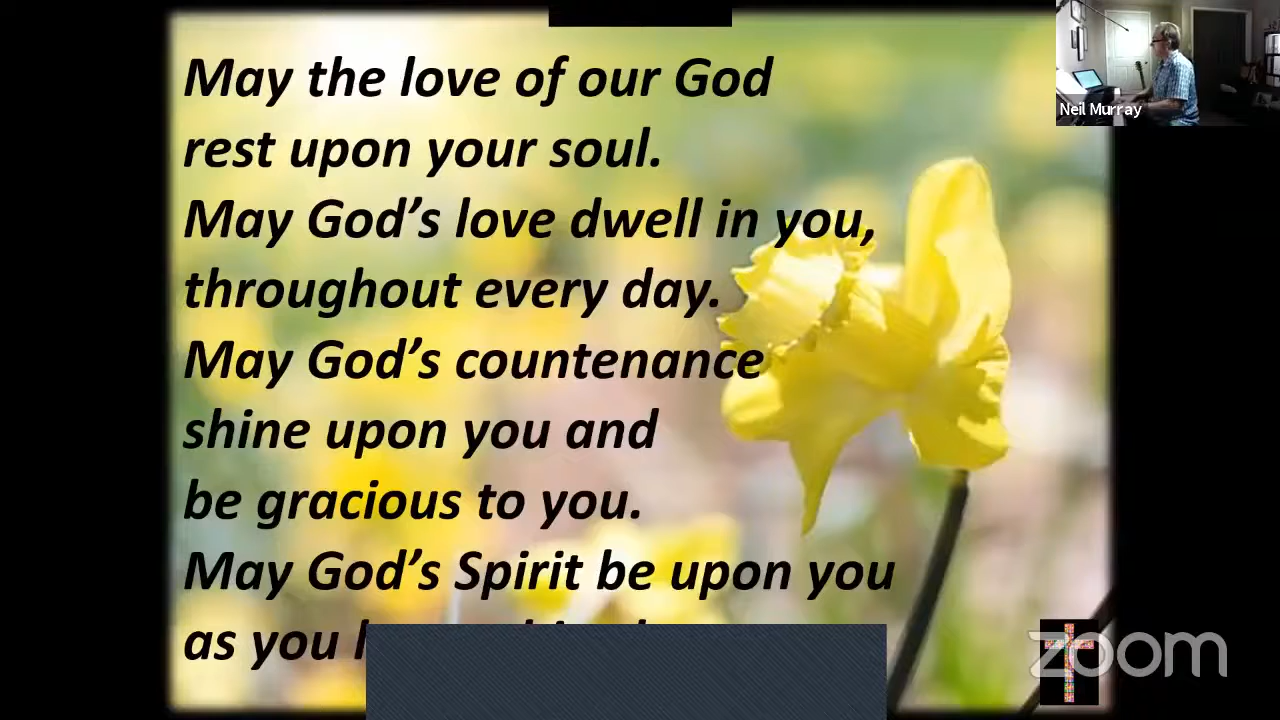 May the love of our God
rest upon your soul.
May God's love dwell in you,
throughout every day.
May God's countenance
shine upon you and
be gracious to you.
May God's Spirit be upon you
as you
Neil Murray
zoom